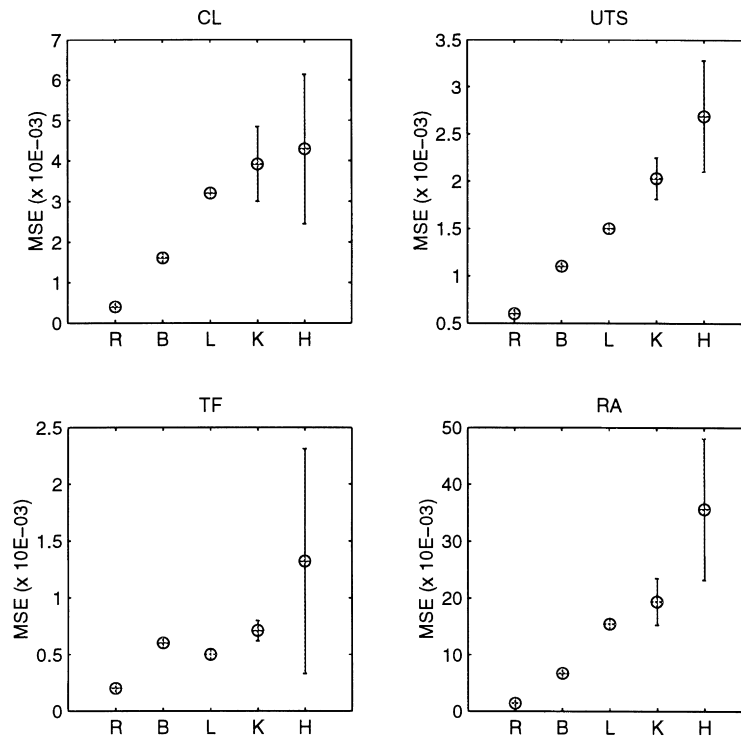 CL
7
6
5
4
3
2
1
0
MSE (x 10E-03)
R B L K H
UTS
3.5
3
2.5
2
1.5
1
0.5
MSE (x 10E-03)
R B L K H
TF
2.5
2
1.5
1
0.5
0
MSE (x 10E-03)
R B L K H
RA
50
40
30
20
10
0
MSE (x 10E-03)
R B L K H